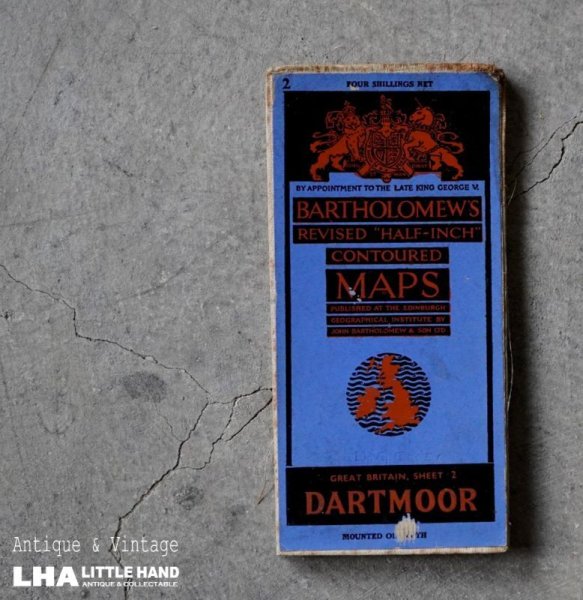 2 FOUR SHILLINGS NET
BY APPOINTMENT TO THE LATE KING GEORGE V.
BARTHOLOMEW'S
REVISED "HALF-INCH"
CONTOURED
MAPS
PUBLISHED AT THE EDINBURGH
GEOGRAPHICAL INSTITUTE BY
JOHN BARTHOLOMEW & SON LTD
GREAT BRITAIN, SHEET 2
DARTMOOR
MOUNTED
Antique & Vintage
LHA LITTLE HAND
ANTIQUE & COLLECTABLE